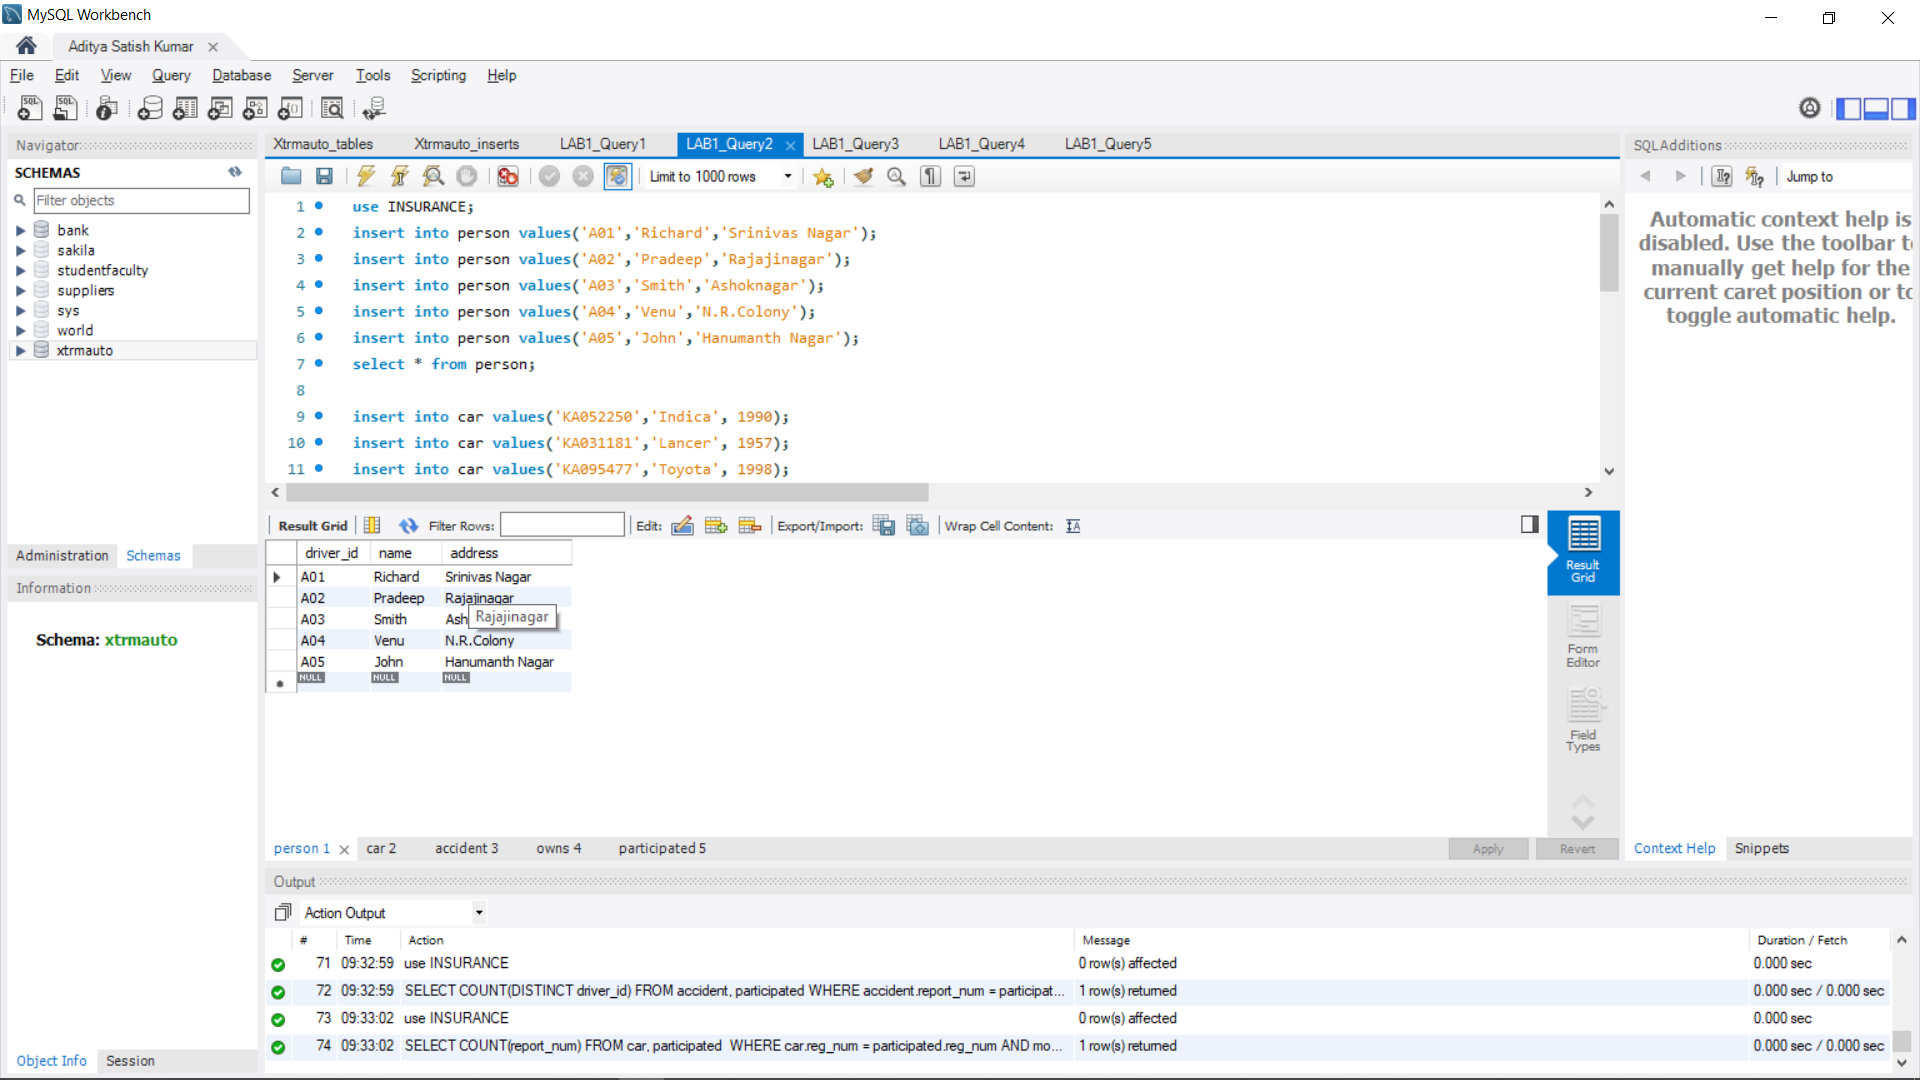 MySQL Workbench
Aditya Satish Kumar
File Edit View Query Database Server Tools Scripting Help
Navigator
SCHEMAS
Filter objects
bank
sakila
studentfaculty
suppliers
sys
world
xtrmauto
Administration Schemas
Information
Schema: xtrmauto
Object Info Session
Xtrmauto_tables Xtrmauto_inserts LAB1_Query1 LAB1_Query2 LAB1_Query3 LAB1_Query4 LAB1_Query5
Limit to 1000 rows
1 use INSURANCE;
2 insert into person values('A01','Richard','Srinivas Nagar');
3 insert into person values('A02','Pradeep','Rajajinagar');
4 insert into person values('A03','Smith','Ashoknagar');
5 insert into person values('A04','Venu','N.R.Colony');
6 insert into person values('A05','John','Hanumanth Nagar');
7 select * from person;
8
9 insert into car values('KA052250','Indica', 1990);
10 insert into car values('KA031181','Lancer', 1957);
11 insert into car values('KA095477','Toyota', 1998);
Result Grid Filter Rows: Edit: Export/Import: Wrap Cell Content:
driver_id name address
A01 Richard Srinivas Nagar
A02 Pradeep Rajajinagar
Rajajinagar
A03 Smith Ash
A04 Venu N.R.Colony
A05 John Hanumanth Nagar
NULL NULL NULL
Result
Grid
Form
Editor
Field
Types
person 1 car 2 accident 3 owns 4 participated 5
Apply Revert
SQLAdditions
Jump to
Automatic context help is
disabled. Use the toolbar t
manually get help for the
current caret position or to
toggle automatic help.
Context Help Snippets
Output
Action Output
# Time Action Message Duration / Fetch
71 09:32:59 use INSURANCE 0 row(s) affected 0.000 sec
72 09:32:59 SELECT COUNT(DISTINCT driver_id) FROM accident, participated WHERE accident.report_num = participat... 1 row(s) returned 0.000 sec / 0.000 sec
73 09:33:02 use INSURANCE 0 row(s) affected 0.000 sec
74 09:33:02 SELECT COUNT(report_num) FROM car, participated WHERE car.reg_num = participated.reg_num AND mo... 1 row(s) returned 0.000 sec / 0.000 sec